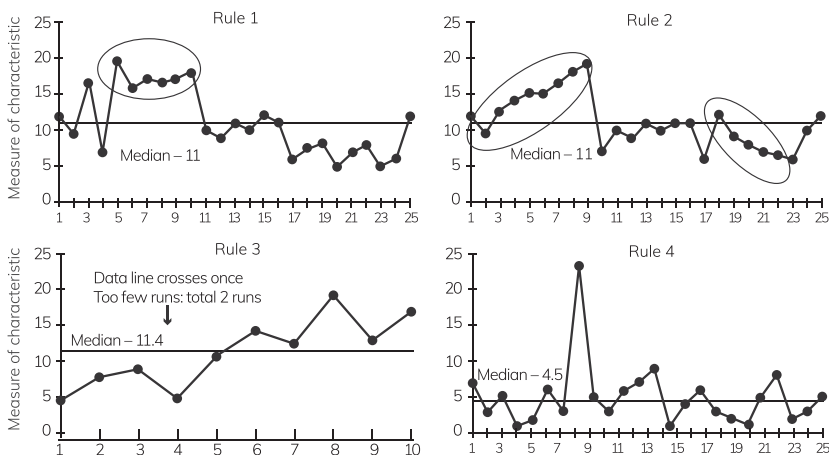 Rule 1
Measure of characteristic
25
20
15
10
5
0
Median – 11
1 3 5 7 9 11 13 15 17 19 21 23 25
Rule 2
25
20
15
10
5
0
Median – 11
1 3 5 7 9 11 13 15 17 19 21 23 25
Rule 3
Measure of characteristic
25
20
15
10
5
0
Data line crosses once
Too few runs: total 2 runs
Median – 11.4
1 2 3 4 5 6 7 8 9 10
Rule 4
25
20
15
10
5
0
Median – 4.5
1 3 5 7 9 11 13 15 17 19 21 23 25